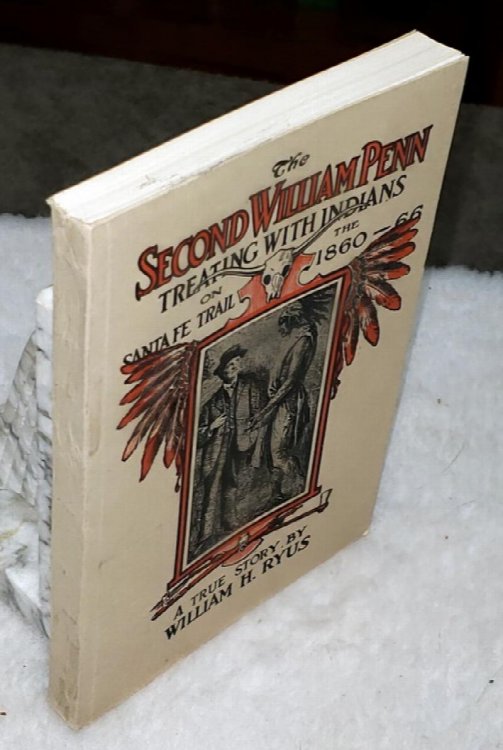 The
SECOND WILLIAM PENN
TREATING WITH INDIANS
ON THE
SANTA FE TRAIL 1860-66
A TRUE STORY BY
WILLIAM H. RYUS